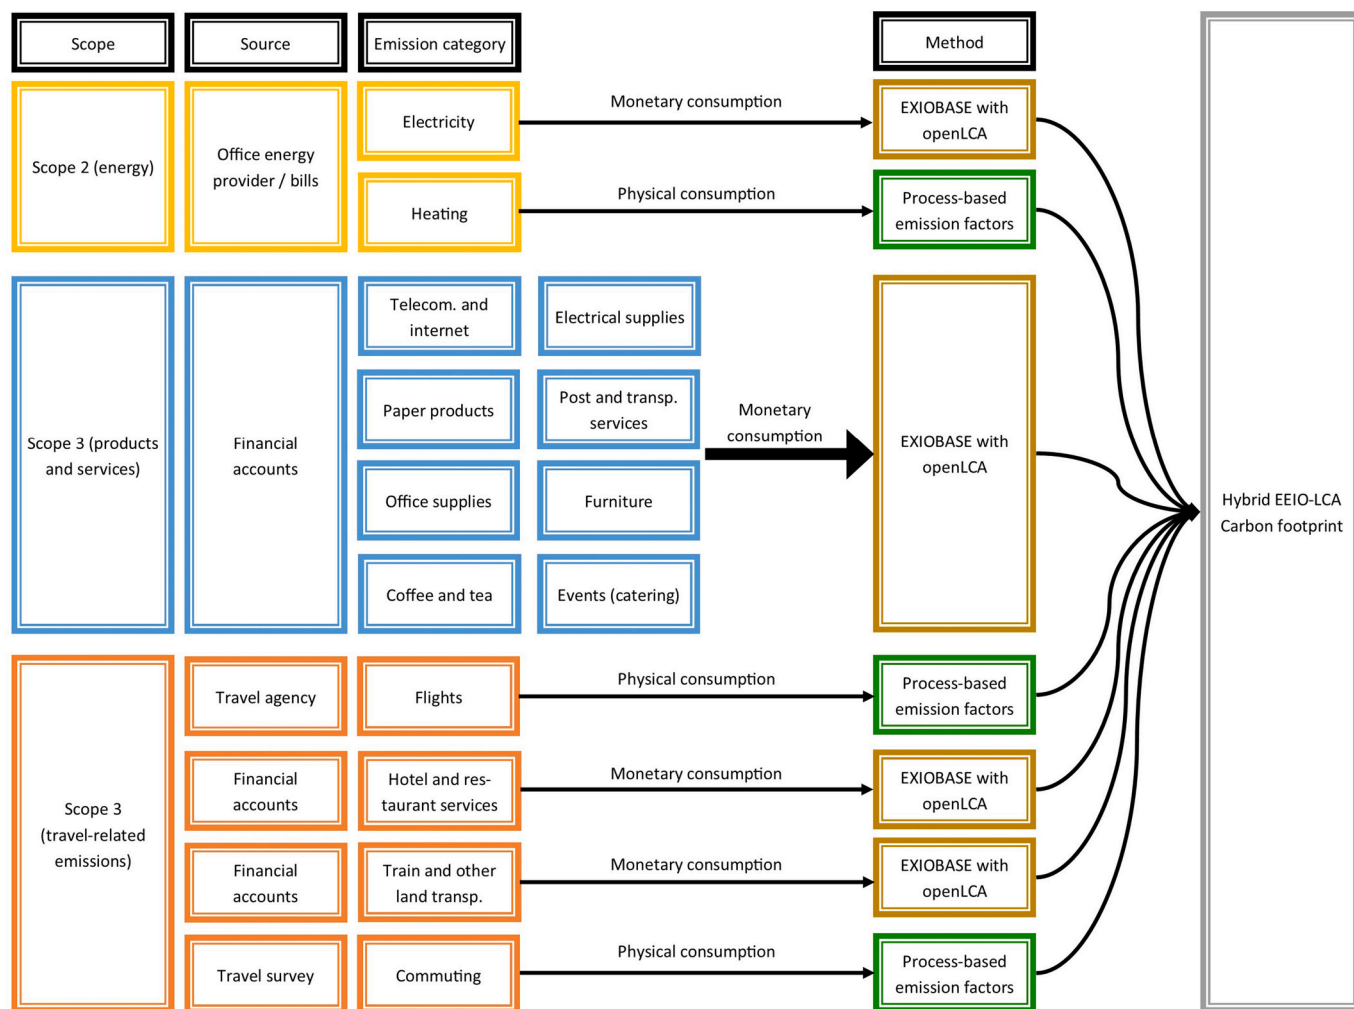 Scope
Source
Emission category
Method
Scope 2 (energy)
Office energy
provider / bills
Electricity
Monetary consumption
EXIOBASE with
openLCA
Heating
Physical consumption
Process-based
emission factors
Scope 3 (products
and services)
Financial
accounts
Telecom. and
internet
Electrical supplies
Paper products
Post and transp.
services
Office supplies
Furniture
Coffee and tea
Events (catering)
Monetary
consumption
EXIOBASE with
openLCA
Hybrid EEIO-LCA
Carbon footprint
Scope 3
(travel-related
emissions)
Travel agency
Flights
Physical consumption
Process-based
emission factors
Financial
accounts
Hotel and res-
taurant services
Monetary consumption
EXIOBASE with
openLCA
Financial
accounts
Train and other
land transp.
Monetary consumption
EXIOBASE with
openLCA
Travel survey
Commuting
Physical consumption
Process-based
emission factors